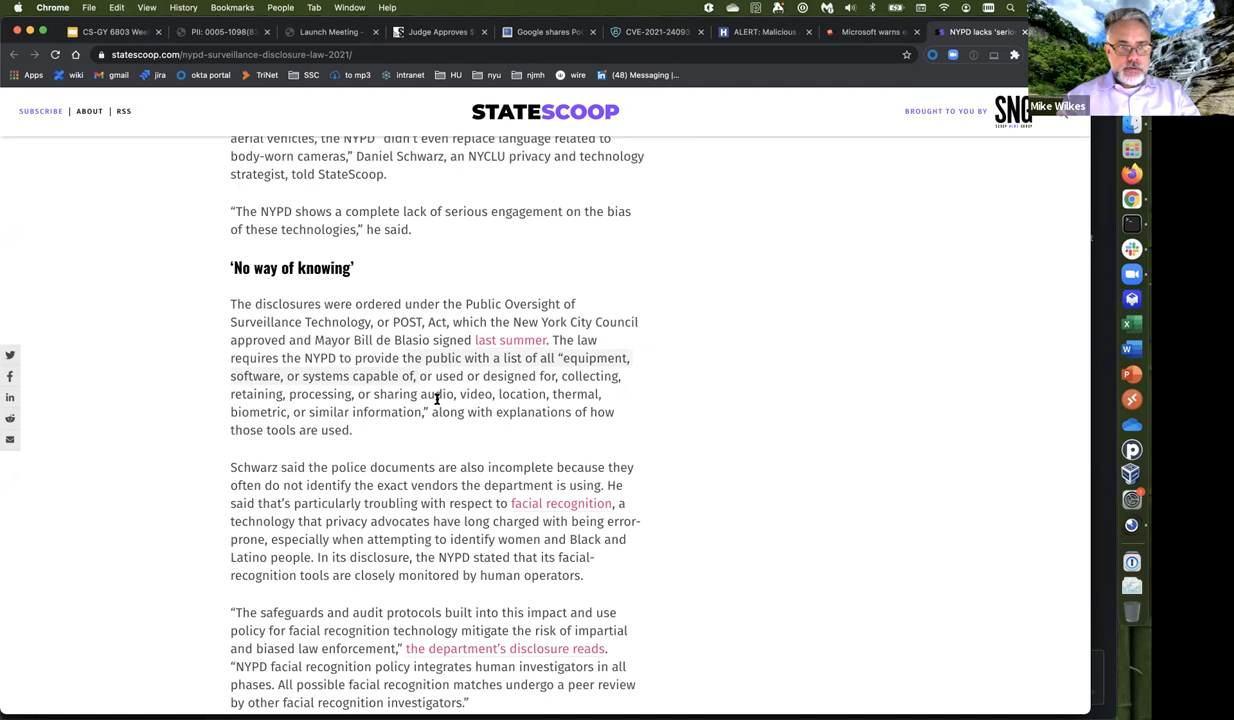 Chrome File Edit View History Bookmarks People Tab Window Help
CS-GY 6803 Wee
PII: 0005-1098(8
Launch Meeting -
Judge Approves S
Google shares Po
CVE-2021-24093
ALERT: Malicious
Microsoft warns o
NYPD lacks 'serio
statescoop.com/nypd-surveillance-disclosure-law-2021/
Apps wiki gmail jira okta portal TriNet SSC to mp3 intranet HU nyu njmh wire (48) Messaging |...
Mike Wilkes
SUBSCRIBE | ABOUT | RSS
STATESCOOP
BROUGHT TO YOU BY SNG
aerial vehicles, the NYPD “didn’t even replace language related to
body-worn cameras,” Daniel Schwarz, an NYCLU privacy and technology
strategist, told StateScoop.
“The NYPD shows a complete lack of serious engagement on the bias
of these technologies,” he said.
‘No way of knowing’
The disclosures were ordered under the Public Oversight of
Surveillance Technology, or POST, Act, which the New York City Council
approved and Mayor Bill de Blasio signed last summer. The law
requires the NYPD to provide the public with a list of all “equipment,
software, or systems capable of, or used or designed for, collecting,
retaining, processing, or sharing audio, video, location, thermal,
biometric, or similar information,” along with explanations of how
those tools are used.
Schwarz said the police documents are also incomplete because they
often do not identify the exact vendors the department is using. He
said that’s particularly troubling with respect to facial recognition, a
technology that privacy advocates have long charged with being error-
prone, especially when attempting to identify women and Black and
Latino people. In its disclosure, the NYPD stated that its facial-
recognition tools are closely monitored by human operators.
“The safeguards and audit protocols built into this impact and use
policy for facial recognition technology mitigate the risk of impartial
and biased law enforcement,” the department’s disclosure reads.
“NYPD facial recognition policy integrates human investigators in all
phases. All possible facial recognition matches undergo a peer review
by other facial recognition investigators.”